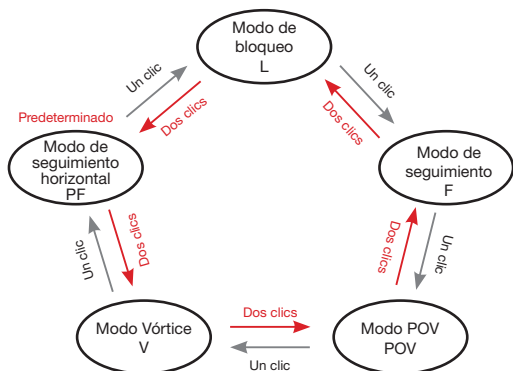 Modo de
bloqueo
L
Un clic
Un clic
Dos clics
Dos clics
Predeterminado
Modo de
seguimiento
horizontal
PF
Modo de
seguimiento
F
Un clic
Dos clics
Dos clics
Un clic
Modo Vórtice
V
Dos clics
Un clic
Modo POV
POV